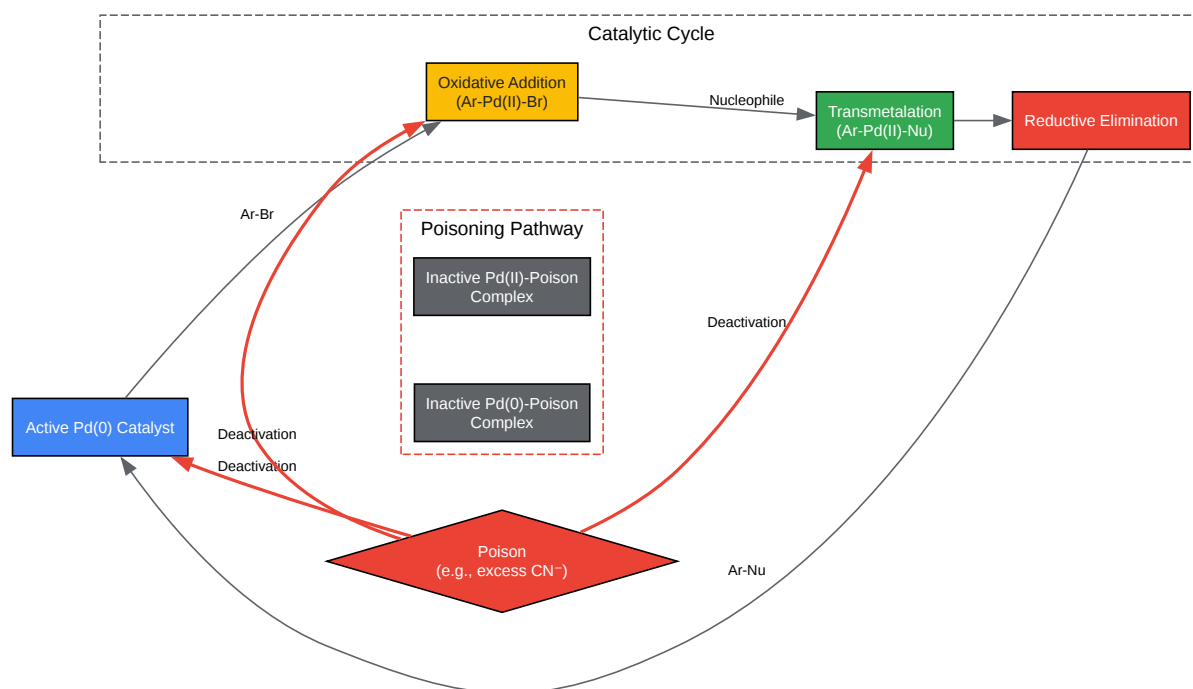 Catalytic Cycle
Oxidative Addition
(Ar-Pd(II)-Br)
Nucleophile
Transmetalation
(Ar-Pd(II)-Nu)
Reductive Elimination
Ar-Br
Poisoning Pathway
Inactive Pd(II)-Poison
Complex
Deactivation
Inactive Pd(0)-Poison
Complex
Active Pd(0) Catalyst
Deactivation
Deactivation
Poison
(e.g., excess CN⁻)
Ar-Nu